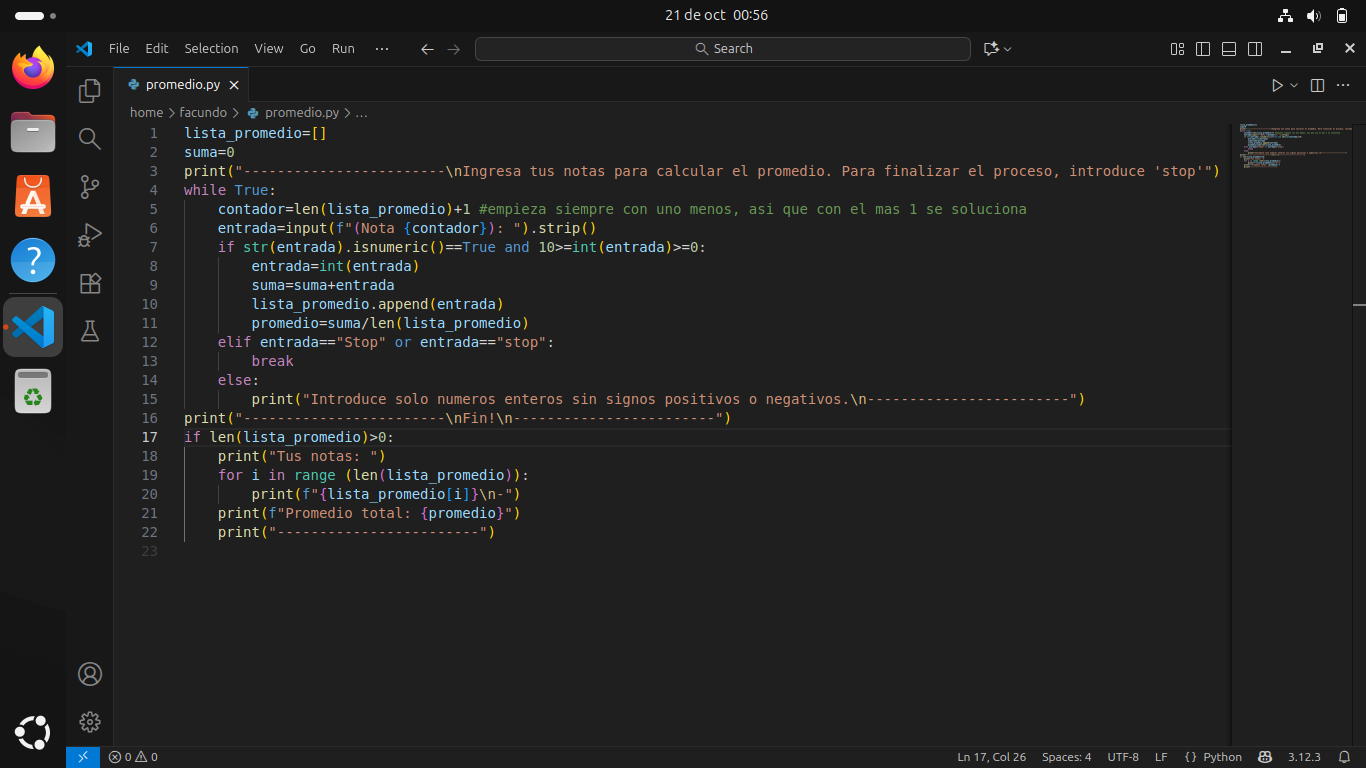 21 de oct 00:56
File Edit Selection View Go Run ··· Search
promedio.py
home > facundo > promedio.py > ...
1 lista_promedio=[]
2 suma=0
3 print("------------------------\nIngresa tus notas para calcular el promedio. Para finalizar el proceso, introduce 'stop'")
4 while True:
5     contador=len(lista_promedio)+1 #empieza siempre con uno menos, asi que con el mas 1 se soluciona
6     entrada=input(f"(Nota {contador}): ").strip()
7     if str(entrada).isnumeric()==True and 10>=int(entrada)>=0:
8         entrada=int(entrada)
9         suma=suma+entrada
10         lista_promedio.append(entrada)
11         promedio=suma/len(lista_promedio)
12     elif entrada=="Stop" or entrada=="stop":
13         break
14     else:
15         print("Introduce solo numeros enteros sin signos positivos o negativos.\n------------------------")
16 print("------------------------\nFin!\n------------------------")
17 if len(lista_promedio)>0:
18     print("Tus notas: ")
19     for i in range (len(lista_promedio)):
20         print(f"{lista_promedio[i]}\n-")
21     print(f"Promedio total: {promedio}")
22     print("------------------------")
23
0 0 Ln 17, Col 26 Spaces: 4 UTF-8 LF {} Python 3.12.3